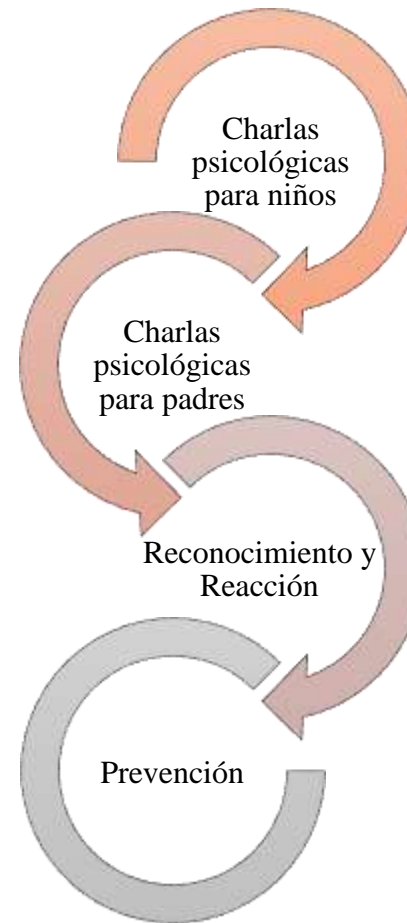 Charlas
psicológicas
para niños
Charlas
psicológicas
para padres
Reconocimiento y
Reacción
Prevención